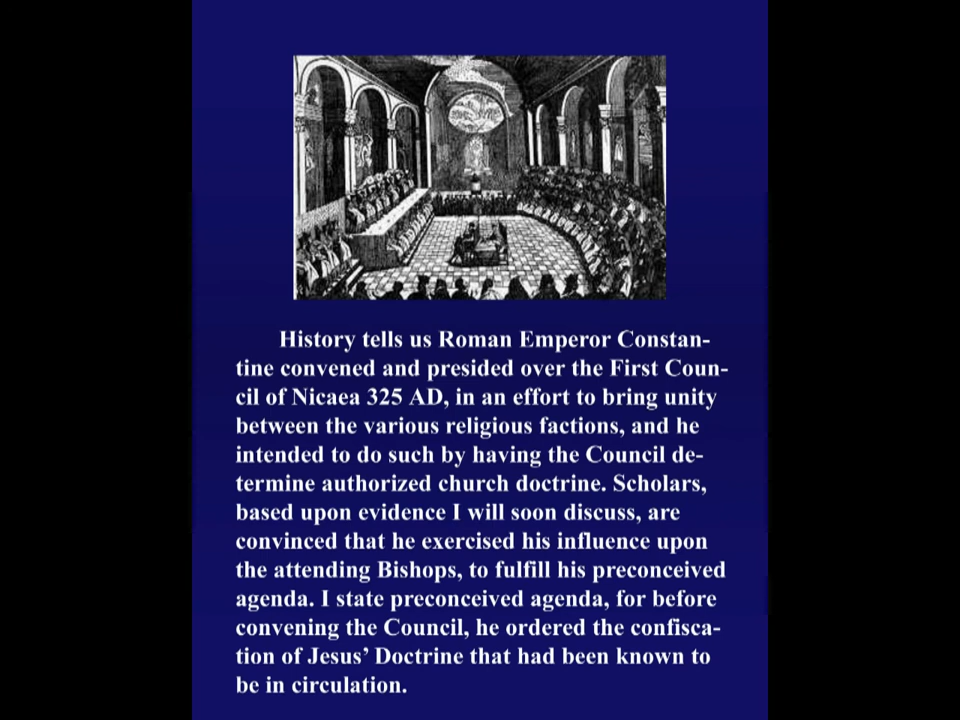 History tells us Roman Emperor Constan-
tine convened and presided over the First Coun-
cil of Nicaea 325 AD, in an effort to bring unity
between the various religious factions, and he
intended to do such by having the Council de-
termine authorized church doctrine. Scholars,
based upon evidence I will soon discuss, are
convinced that he exercised his influence upon
the attending Bishops, to fulfill his preconceived
agenda. I state preconceived agenda, for before
convening the Council, he ordered the confisca-
tion of Jesus’ Doctrine that had been known to
be in circulation.